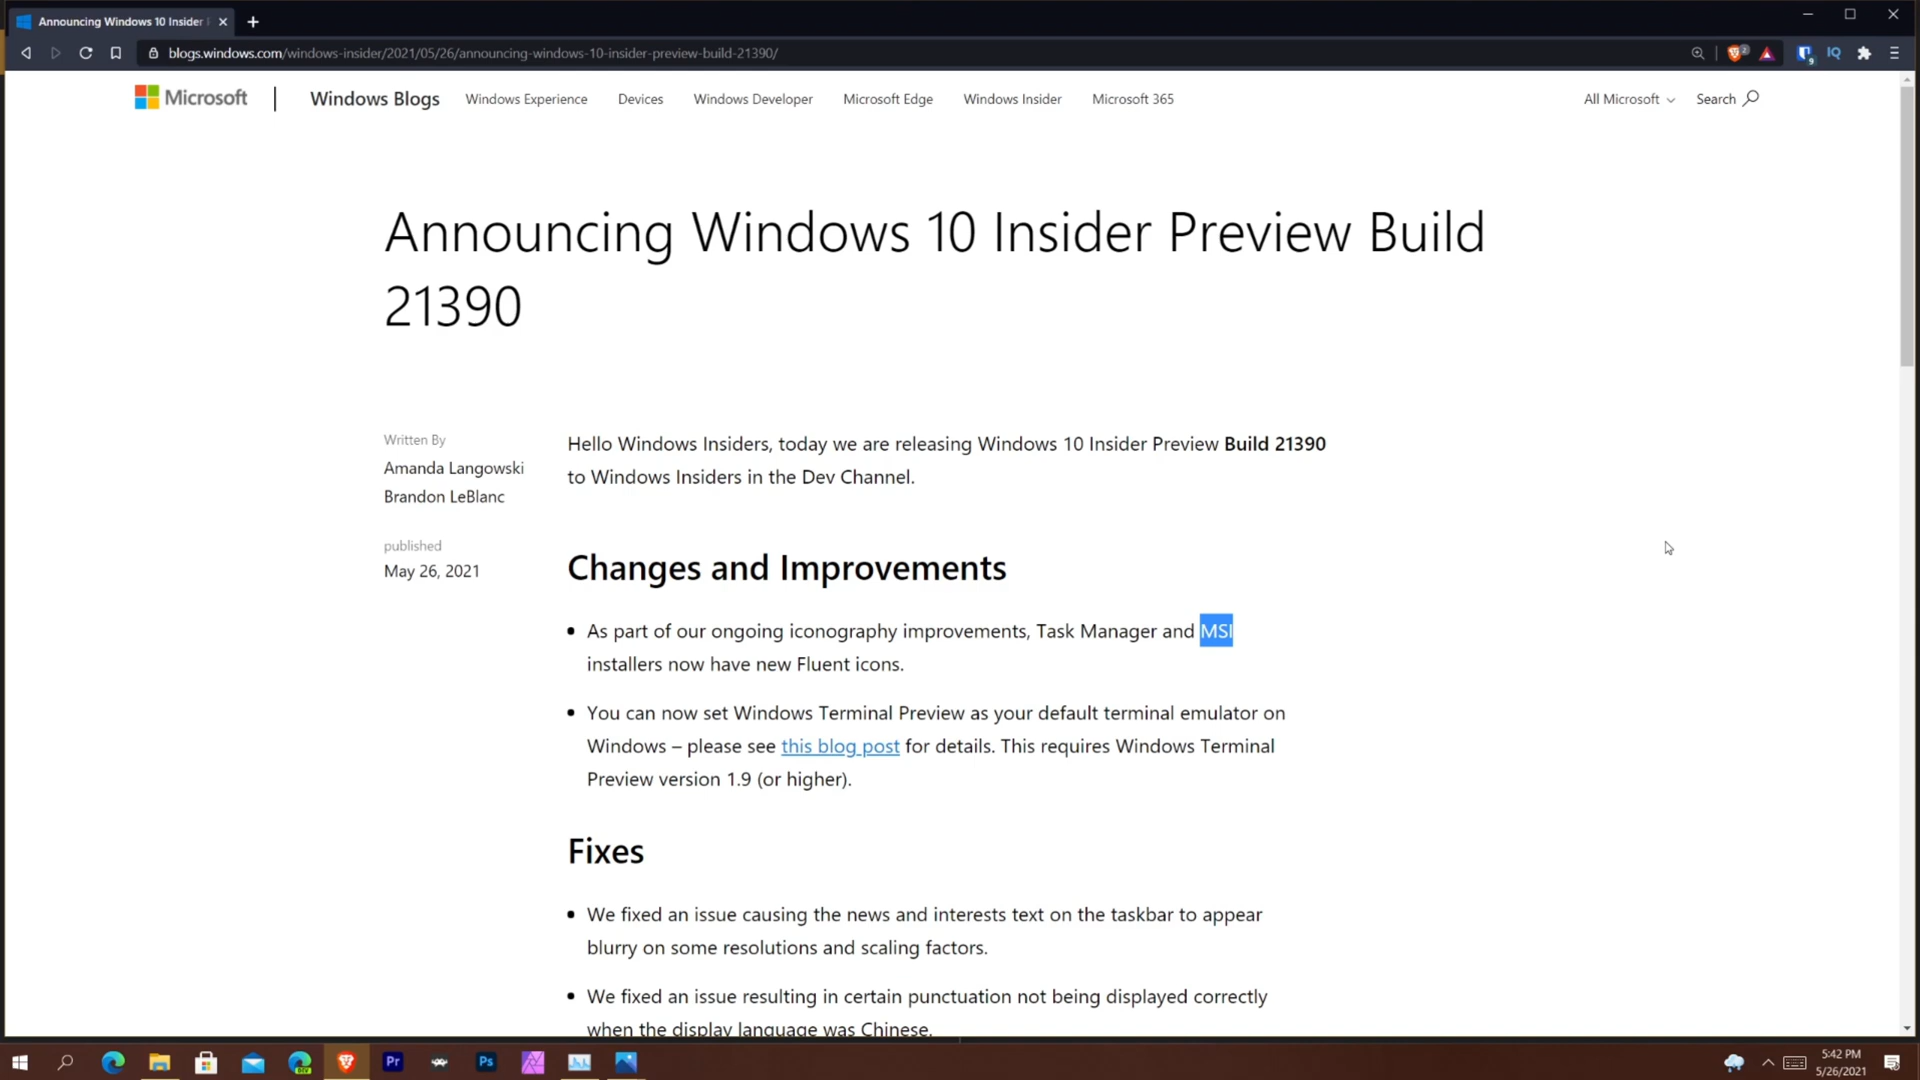 Announcing Windows 10 Insider
blogs.windows.com/windows-insider/2021/05/26/announcing-windows-10-insider-preview-build-21390/
2
9
IQ
Microsoft
Windows Blogs
Windows Experience
Devices
Windows Developer
Microsoft Edge
Windows Insider
Microsoft 365
All Microsoft
Search
Announcing Windows 10 Insider Preview Build
21390
Written By
Amanda Langowski
Brandon LeBlanc
published
May 26, 2021
Hello Windows Insiders, today we are releasing Windows 10 Insider Preview Build 21390
to Windows Insiders in the Dev Channel.
Changes and Improvements
• As part of our ongoing iconography improvements, Task Manager and MSI
installers now have new Fluent icons.
• You can now set Windows Terminal Preview as your default terminal emulator on
Windows – please see this blog post for details. This requires Windows Terminal
Preview version 1.9 (or higher).
Fixes
• We fixed an issue causing the news and interests text on the taskbar to appear
blurry on some resolutions and scaling factors.
• We fixed an issue resulting in certain punctuation not being displayed correctly
when the display language was Chinese.
DEV
Pr
Ps
5:42 PM
5/26/2021